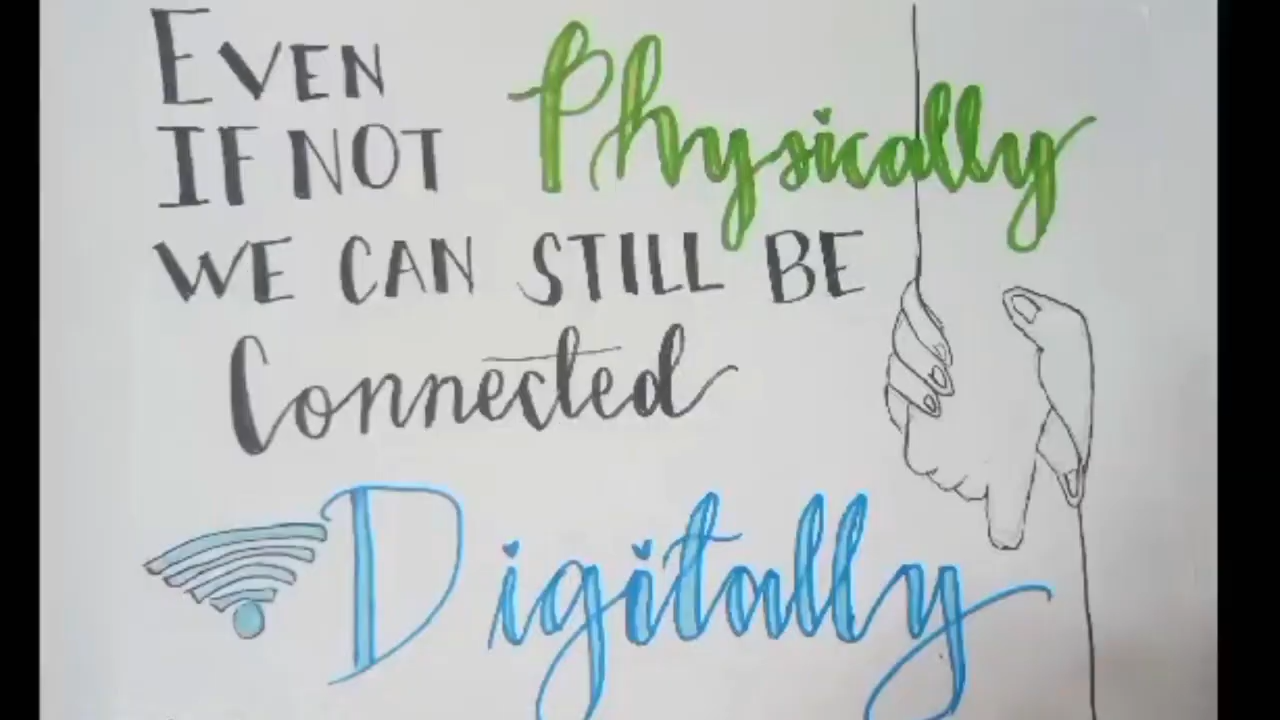 EVEN
IF NOT Physically
WE CAN STILL BE
Connected
Digitally